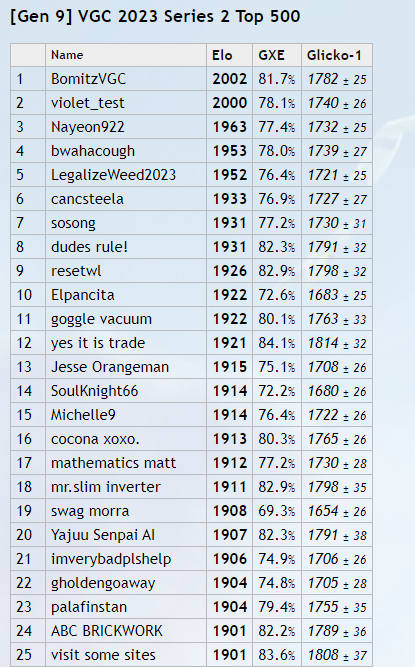 [Gen 9] VGC 2023 Series 2 Top 500
Name Elo GXE Glicko-1
1 BomitzVGC 2002 81.7% 1782 ± 25
2 violet_test 2000 78.1% 1740 ± 26
3 Nayeon922 1963 77.4% 1732 ± 25
4 bwahacough 1953 78.0% 1739 ± 27
5 LegalizeWeed2023 1952 76.4% 1721 ± 25
6 cancsteela 1933 76.9% 1727 ± 27
7 sosong 1931 77.2% 1730 ± 31
8 dudes rule! 1931 82.3% 1791 ± 32
9 resetwl 1926 82.9% 1798 ± 32
10 Elpancita 1922 72.6% 1683 ± 25
11 goggle vacuum 1922 80.1% 1763 ± 33
12 yes it is trade 1921 84.1% 1814 ± 32
13 Jesse Orangeman 1915 75.1% 1708 ± 26
14 SoulKnight66 1914 72.2% 1680 ± 26
15 Michelle9 1914 76.4% 1722 ± 26
16 cocona xoxo. 1913 80.3% 1765 ± 26
17 mathematics matt 1912 77.2% 1730 ± 28
18 mr.slim inverter 1911 82.9% 1798 ± 35
19 swag morra 1908 69.3% 1654 ± 26
20 Yajuu Senpai AI 1907 82.3% 1791 ± 38
21 imverybadplshelp 1906 74.9% 1706 ± 26
22 gholdengoaway 1904 74.8% 1705 ± 28
23 palafinstan 1904 79.4% 1755 ± 35
24 ABC BRICKWORK 1901 82.2% 1789 ± 36
25 visit some sites 1901 83.6% 1808 ± 37